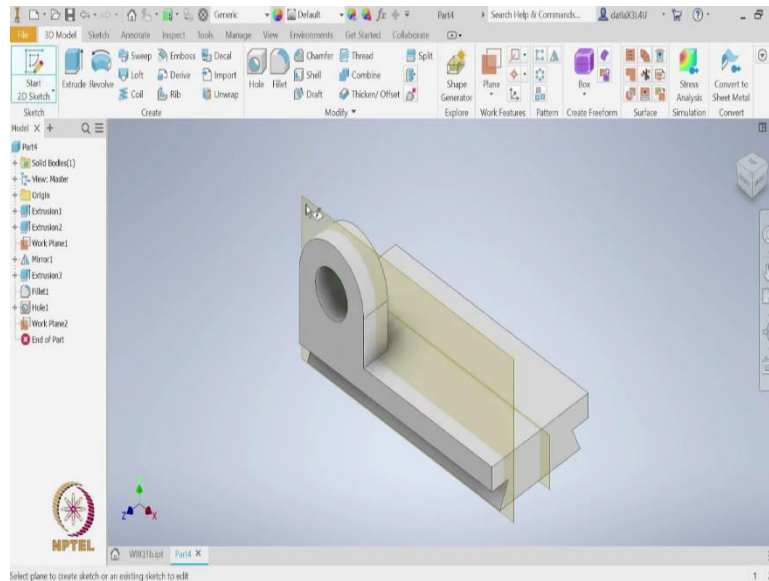 Generic Default fx Part4 Search Help & Commands... datiaX3L4U
File 3D Model Sketch Annotate Inspect Tools Manage View Environments Get Started Collaborate
Start 2D Sketch Extrude Revolve Sweep Emboss Decal Hole Fillet Chamfer Thread Split Shape Generator Plane Box Stress Analysis Convert to Sheet Metal
Loft Derive Import Shell Combine
Coil Rib Unwrap Draft Thicken/ Offset
Sketch Create Modify Explore Work Features Pattern Create Freeform Surface Simulation Convert
Model
Part4
Solid Bodies(1)
View: Master
Origin
Extrusion1
Extrusion2
Work Plane1
Mirror1
Extrusion3
Fillet1
Hole1
Work Plane2
End of Part
Z X
NPTEL
Part4
Select plane to create sketch or an existing sketch to edit 1